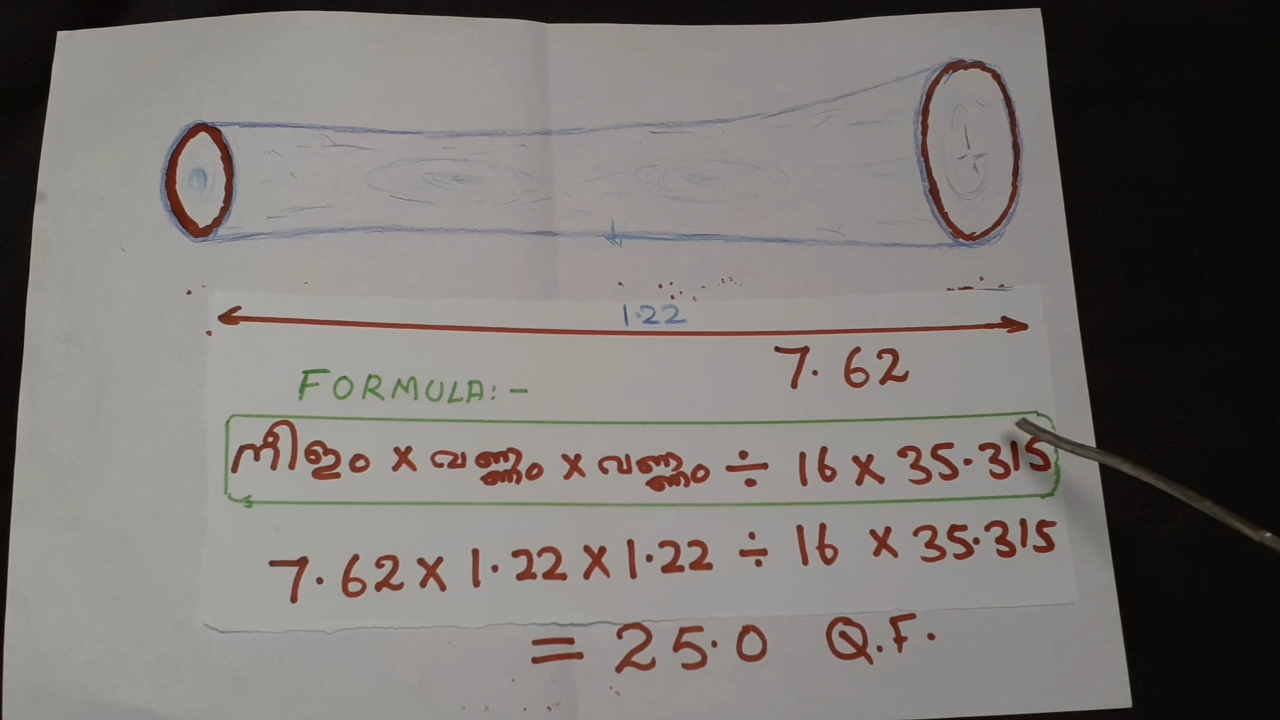 1.22
7.62
FORMULA:-
നീളം x വണ്ണം x വണ്ണം ÷ 16 x 35.315
7.62 x 1.22 x 1.22 ÷ 16 x 35.315
= 25.0 Q.F.